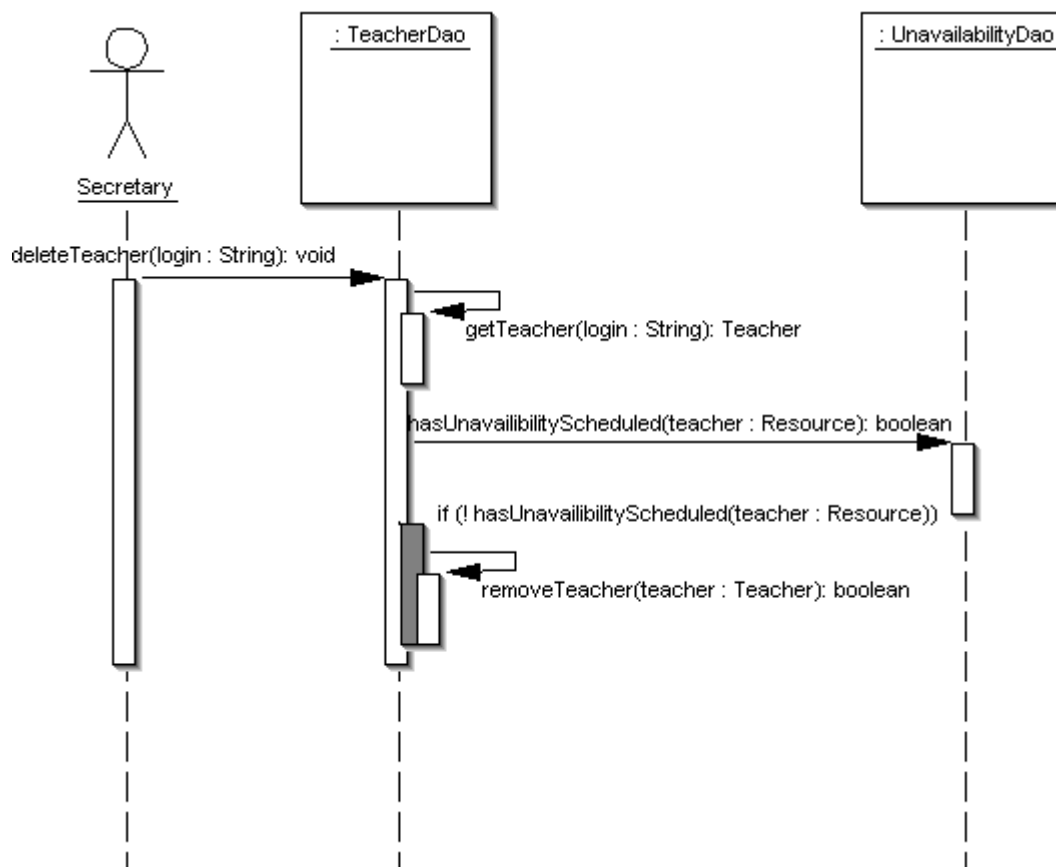 : TeacherDao
: UnavailabilityDao
Secretary
deleteTeacher(login : String): void
getTeacher(login : String): Teacher
hasUnavailibilityScheduled(teacher : Resource): boolean
if (! hasUnavailibilityScheduled(teacher : Resource))
removeTeacher(teacher : Teacher): boolean